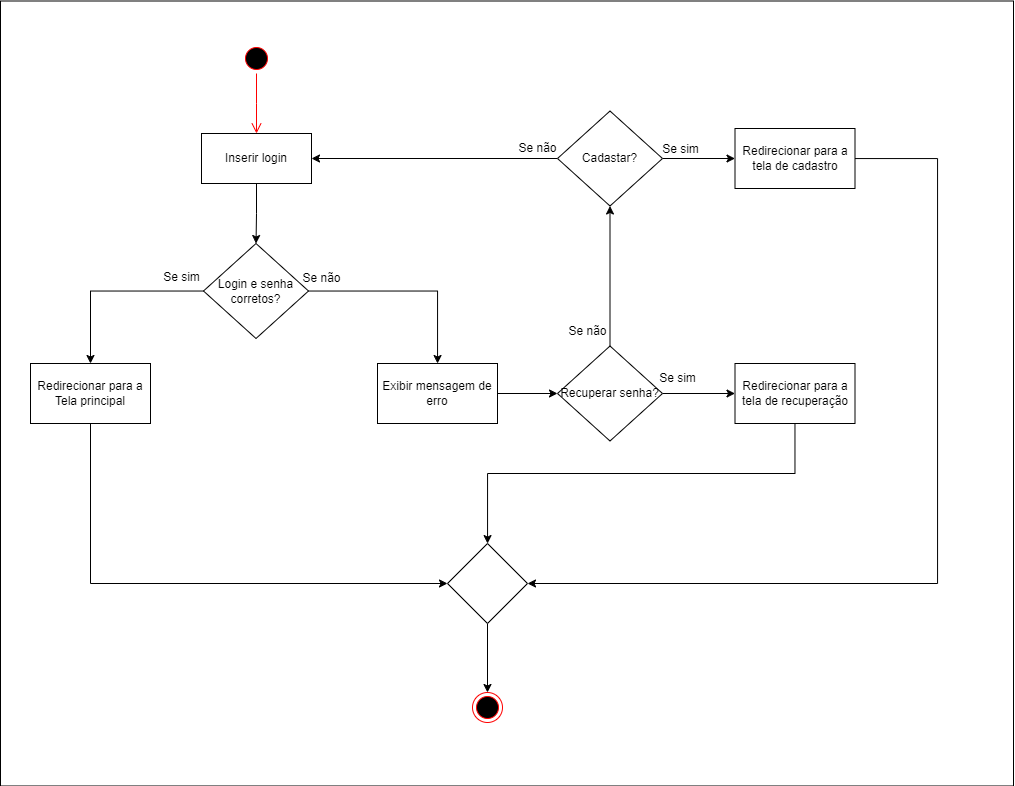 Se não
Cadastar?
Se sim
Redirecionar para a
tela de cadastro
Inserir login
Se sim
Login e senha
corretos?
Se não
Se não
Redirecionar para a
Tela principal
Exibir mensagem de
erro
Recuperar senha?
Se sim
Redirecionar para a
tela de recuperação